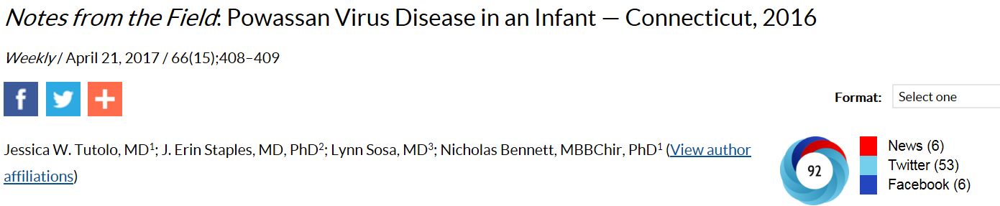 Notes from the Field: Powassan Virus Disease in an Infant — Connecticut, 2016
Weekly / April 21, 2017 / 66(15);408–409
Format: Select one
Jessica W. Tutolo, MD1; J. Erin Staples, MD, PhD2; Lynn Sosa, MD3; Nicholas Bennett, MBBChir, PhD1 (View author
affiliations)
92
News (6)
Twitter (53)
Facebook (6)